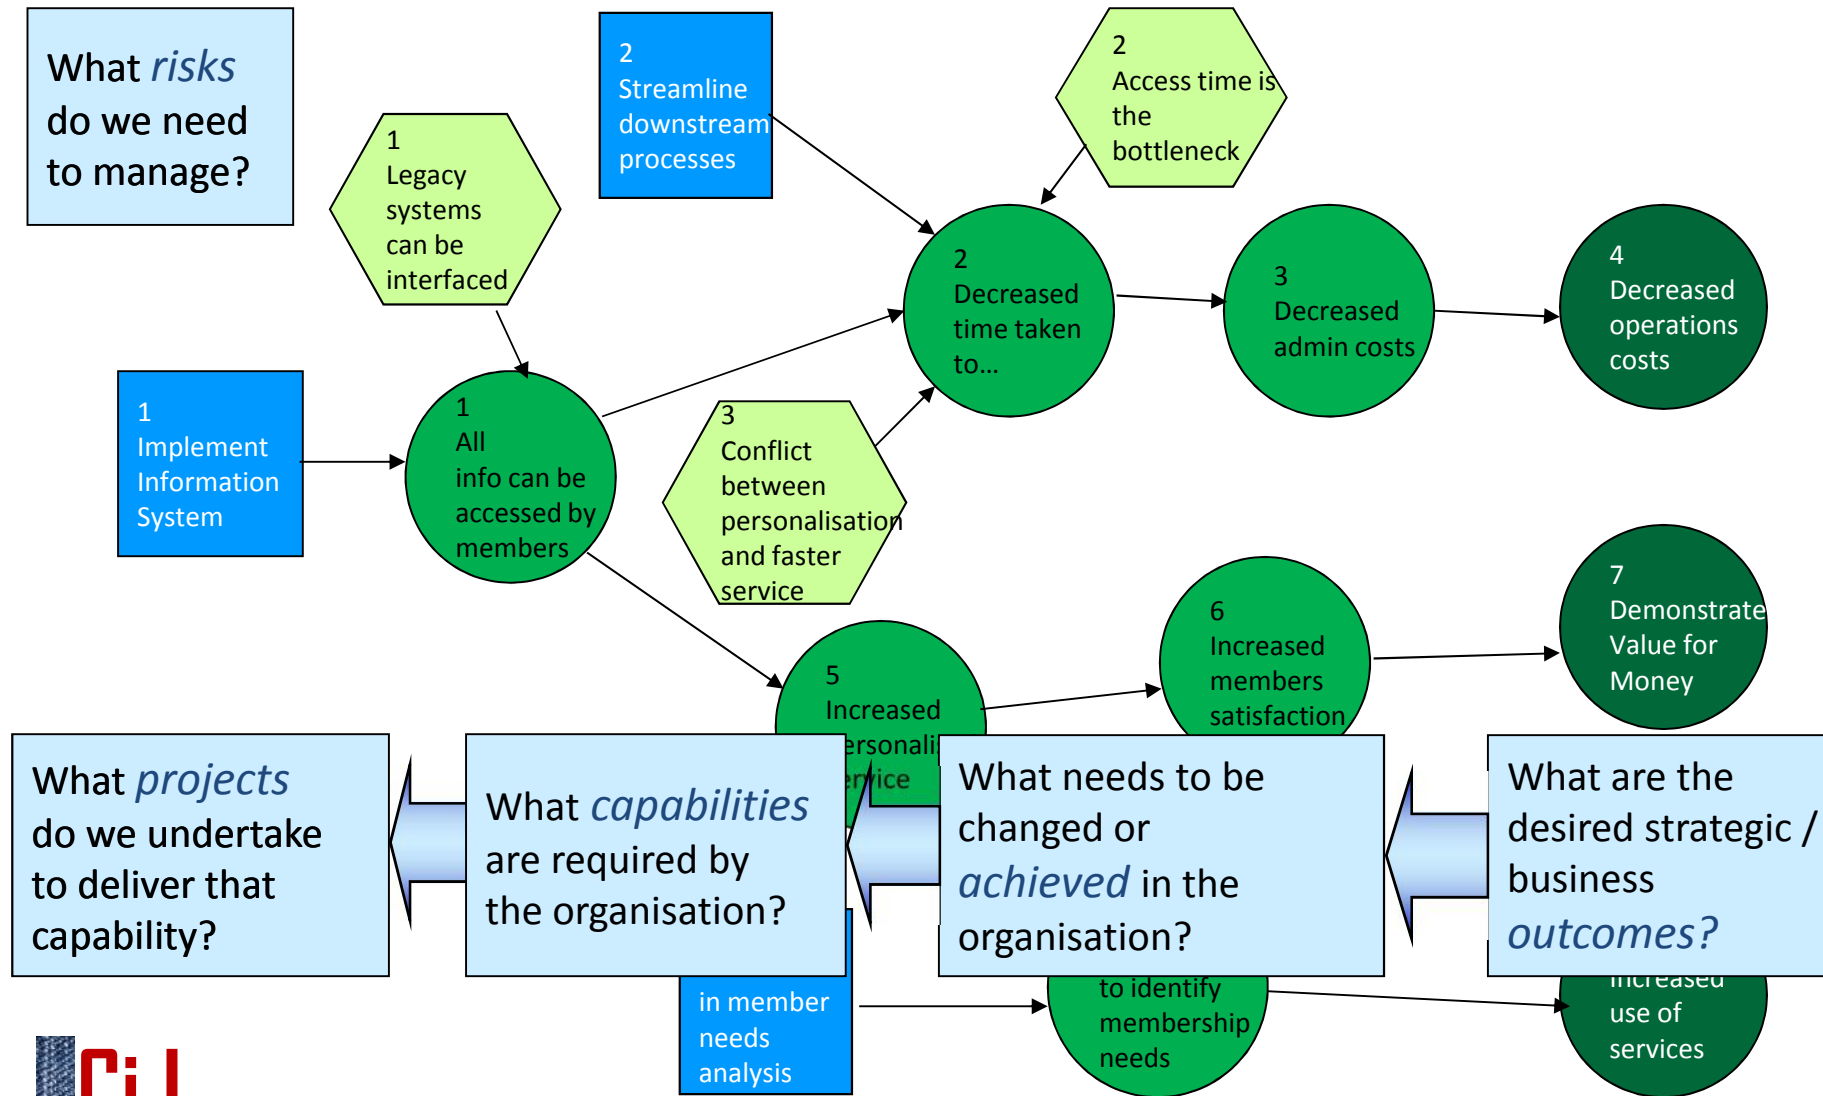 What risks
do we need
to manage?
2
Streamline
downstream
processes
2
Access time is
the
bottleneck
1
Legacy
systems
can be
interfaced
2
Decreased
time taken
to…
3
Decreased
admin costs
4
Decreased
operations
costs
1
Implement
Information
System
1
All
info can be
accessed by
members
3
Conflict
between
personalisation
and faster
service
5
Increased
6
Increased
members
satisfaction
7
Demonstrate
Value for
Money
What projects
do we undertake
to deliver that
capability?
What capabilities
are required by
the organisation?
What needs to be
changed or
achieved in the
organisation?
What are the
desired strategic /
business
outcomes?
in member
needs
analysis
to identify
membership
needs
Increased
use of
services